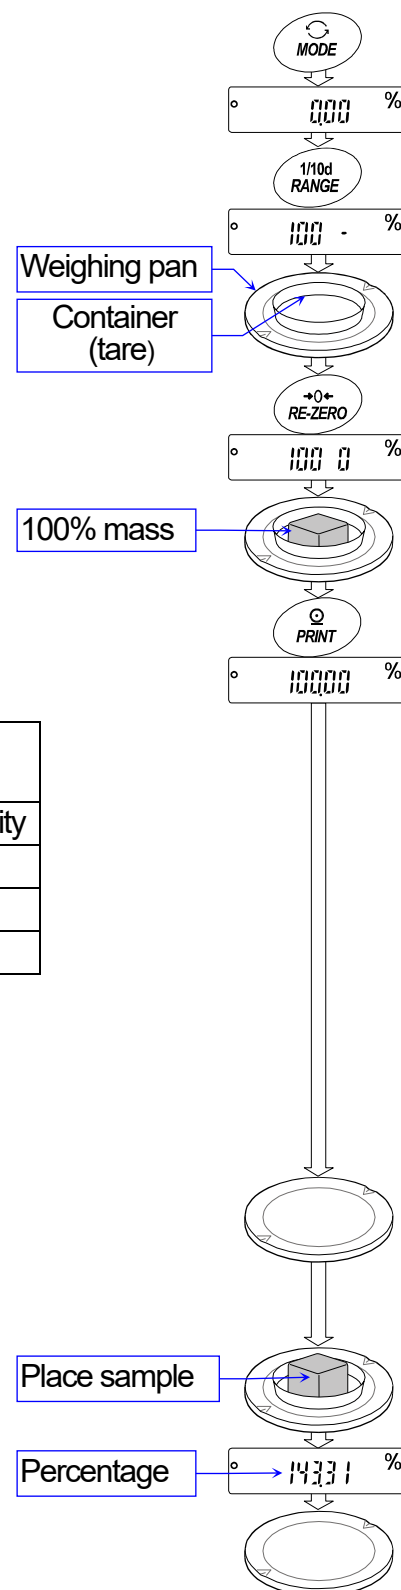 MODE
0.00 %
1/10d
RANGE
100 - %
Weighing pan
Container
(tare)
→0←
RE-ZERO
100 0 %
100% mass
PRINT
100.00 %
ity
Place sample
Percentage
143.31 %